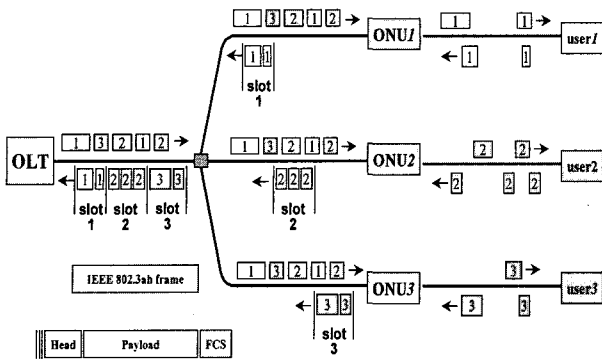 1 3 2 1 2
ONU1
1 1
user1
1 1
1 1
slot
1
1 3 2 1 2
OLT
1 3 2 1 2
ONU2
2 2
user2
1 1 2 2 2 3 3
2 2 2
2 2 2
slot slot slot
1 2 3
slot
2
1 3 2 1 2
ONU3
3
user3
IEEE 802.3ah frame
3 3
3 3
slot
3
Head Payload FCS